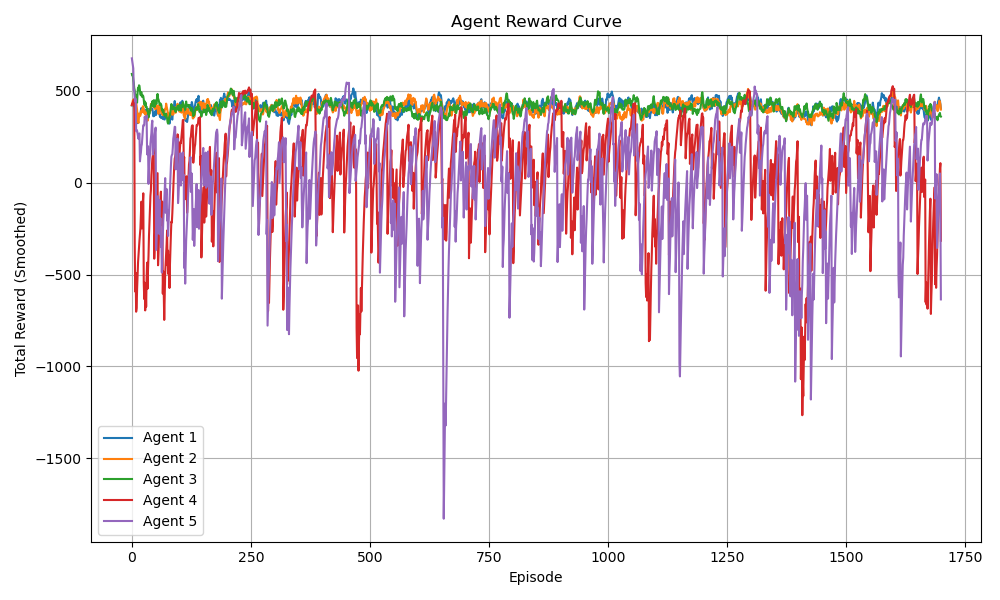 Agent Reward Curve
Total Reward (Smoothed)
500
0
−500
−1000
−1500
Agent 1
Agent 2
Agent 3
Agent 4
Agent 5
0 250 500 750 1000 1250 1500 1750
Episode